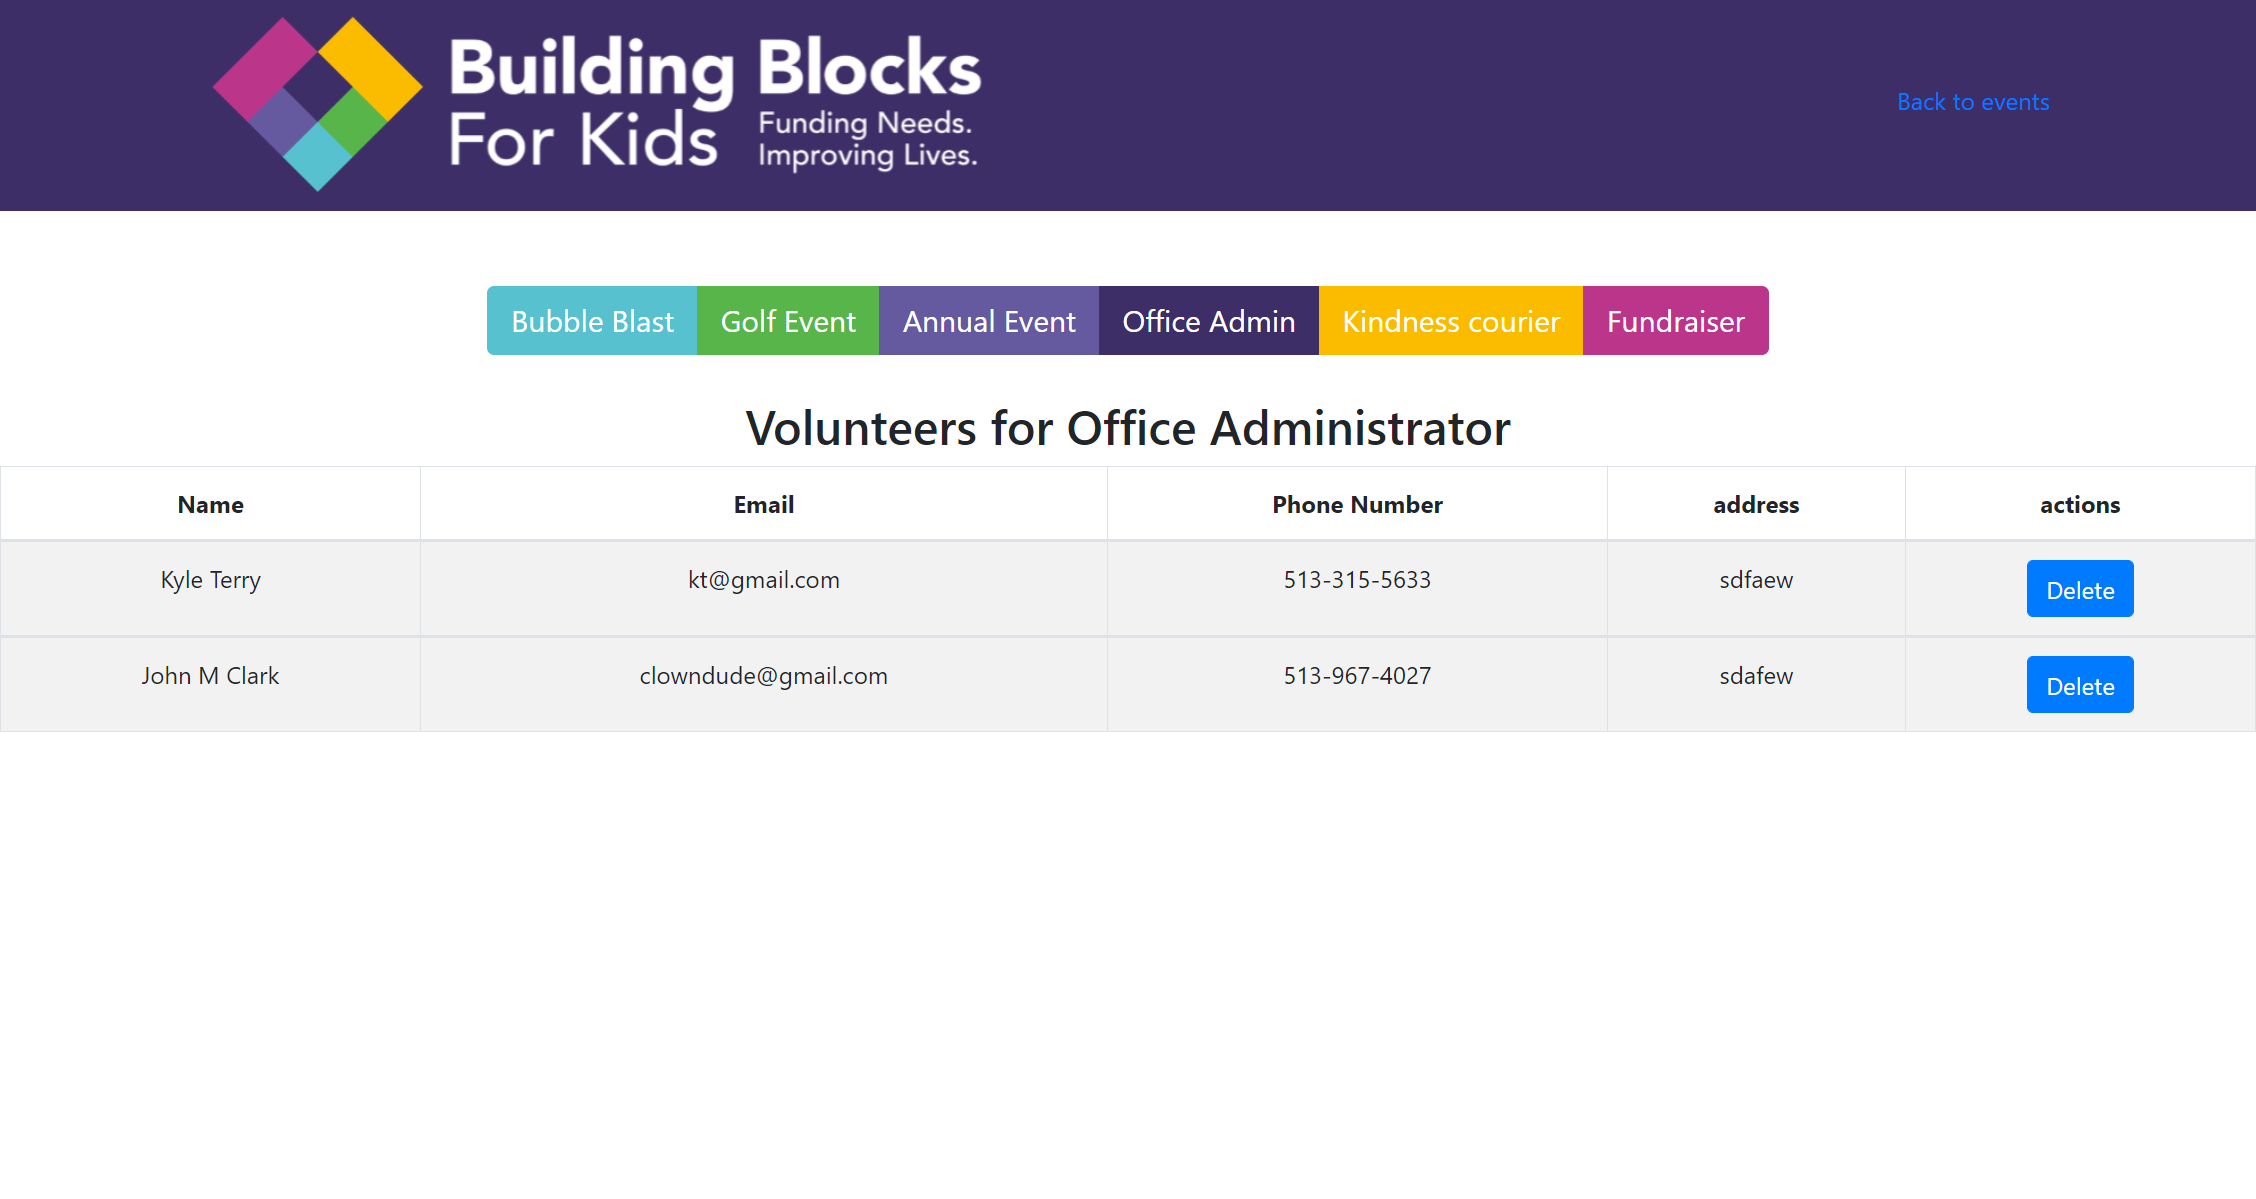 Building Blocks
For Kids
Funding Needs.
Improving Lives.
Back to events
Bubble Blast Golf Event Annual Event Office Admin Kindness courier Fundraiser
Volunteers for Office Administrator
Name Email Phone Number address actions
Kyle Terry kt@gmail.com 513-315-5633 sdfaew Delete
John M Clark clowndude@gmail.com 513-967-4027 sdafew Delete